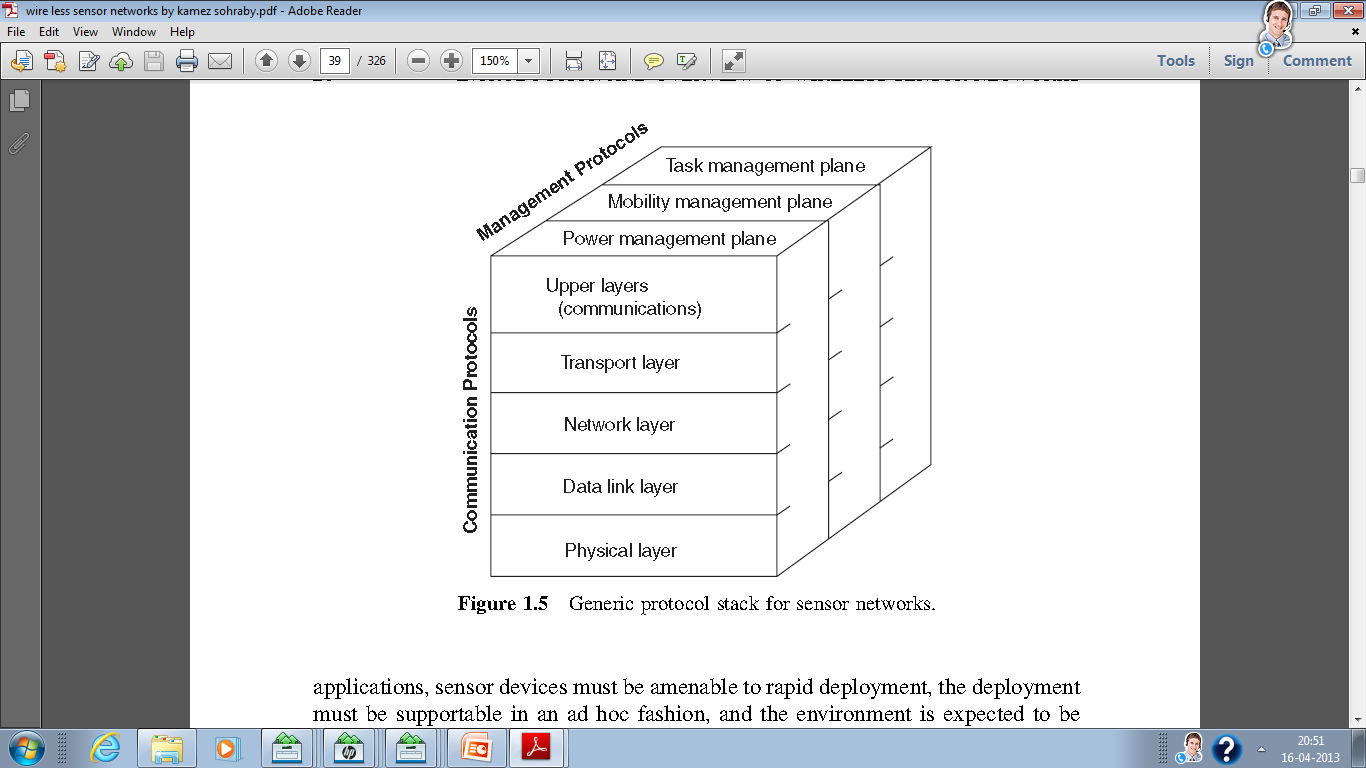 wire less sensor networks by kamez sohraby.pdf - Adobe Reader
File Edit View Window Help
39 / 326
150%
Tools Sign Comment
Management Protocols
Task management plane
Mobility management plane
Power management plane
Communication Protocols
Upper layers
(communications)
Transport layer
Network layer
Data link layer
Physical layer
Figure 1.5 Generic protocol stack for sensor networks.
applications, sensor devices must be amenable to rapid deployment, the deployment
must be supportable in an ad hoc fashion, and the environment is expected to be
hp
20:51
16-04-2013